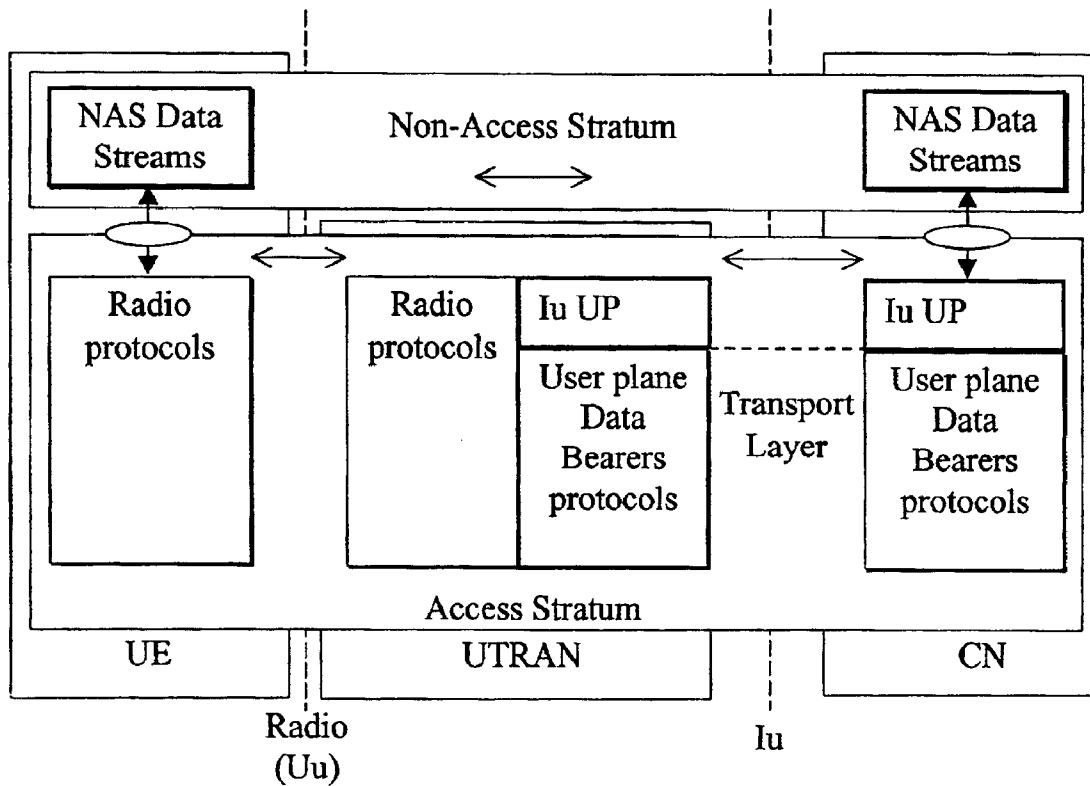 NAS Data
Streams
Non-Access Stratum
NAS Data
Streams
Radio
protocols
Radio
protocols
Iu UP
User plane
Data
Bearers
protocols
Transport
Layer
Iu UP
User plane
Data
Bearers
protocols
Access Stratum
UE
UTRAN
CN
Radio
(Uu)
Iu